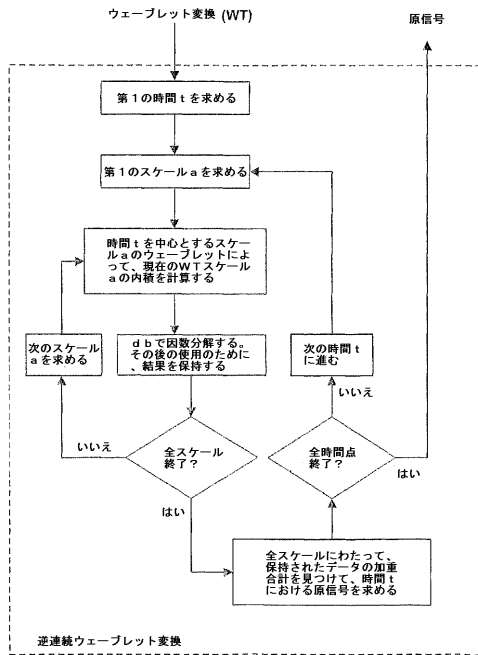 ウェーブレット変換 (WT)
原信号
第1の時間tを求める
第1のスケールaを求める
時間tを中心とするスケー
ルaのウェーブレットによ
って、現在のWTスケール
aの内積を計算する
次のスケール
aを求める
dbで因数分解する。
その後の使用のために
、結果を保持する
次の時間t
に進む
いいえ
いいえ
全スケール
終了?
全時間点
終了?
はい
はい
全スケールにわたって、
保持されたデータの加重
合計を見つけて、時間t
における原信号を求める
逆連続ウェーブレット変換